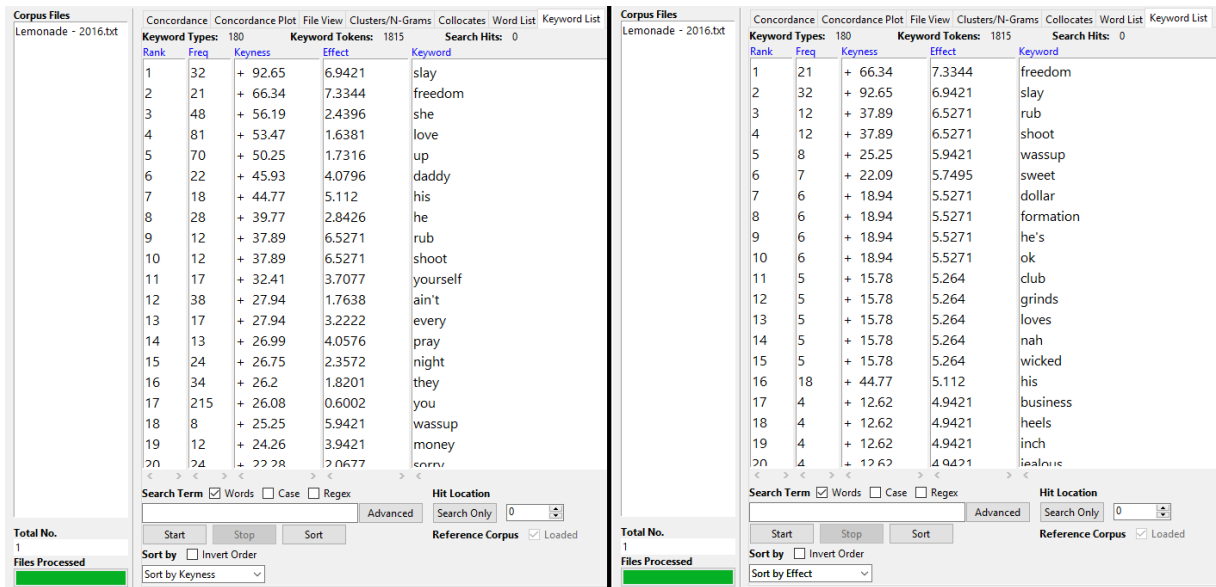 Corpus Files
Lemonade - 2016.txt
Concordance Concordance Plot File View Clusters/N-Grams Collocates Word List Keyword List
Keyword Types: 180 Keyword Tokens: 1815 Search Hits: 0
Rank Freq Keyness Effect Keyword
1 32 + 92.65 6.9421 slay
2 21 + 66.34 7.3344 freedom
3 48 + 56.19 2.4396 she
4 81 + 53.47 1.6381 love
5 70 + 50.25 1.7316 up
6 22 + 45.93 4.0796 daddy
7 18 + 44.77 5.112 his
8 28 + 39.77 2.8426 he
9 12 + 37.89 6.5271 rub
10 12 + 37.89 6.5271 shoot
11 17 + 32.41 3.7077 yourself
12 38 + 27.94 1.7638 ain't
13 17 + 27.94 3.2222 every
14 13 + 26.99 4.0576 pray
15 24 + 26.75 2.3572 night
16 34 + 26.2 1.8201 they
17 215 + 26.08 0.6002 you
18 8 + 25.25 5.9421 wassup
19 12 + 24.26 3.9421 money
20 24 + 22.28 2.0677 sorry
Search Term Words Case Regex Hit Location
Advanced Search Only 0
Start Stop Sort Reference Corpus Loaded
Total No.
1
Files Processed
Sort by Invert Order
Sort by Keyness
Corpus Files
Lemonade - 2016.txt
Concordance Concordance Plot File View Clusters/N-Grams Collocates Word List Keyword List
Keyword Types: 180 Keyword Tokens: 1815 Search Hits: 0
Rank Freq Keyness Effect Keyword
1 21 + 66.34 7.3344 freedom
2 32 + 92.65 6.9421 slay
3 12 + 37.89 6.5271 rub
4 12 + 37.89 6.5271 shoot
5 8 + 25.25 5.9421 wassup
6 7 + 22.09 5.7495 sweet
7 6 + 18.94 5.5271 dollar
8 6 + 18.94 5.5271 formation
9 6 + 18.94 5.5271 he's
10 6 + 18.94 5.5271 ok
11 5 + 15.78 5.264 club
12 5 + 15.78 5.264 grinds
13 5 + 15.78 5.264 loves
14 5 + 15.78 5.264 nah
15 5 + 15.78 5.264 wicked
16 18 + 44.77 5.112 his
17 4 + 12.62 4.9421 business
18 4 + 12.62 4.9421 heels
19 4 + 12.62 4.9421 inch
20 4 + 12.62 4.9421 jealous
Search Term Words Case Regex Hit Location
Advanced Search Only 0
Start Stop Sort Reference Corpus Loaded
Total No.
1
Files Processed
Sort by Invert Order
Sort by Effect